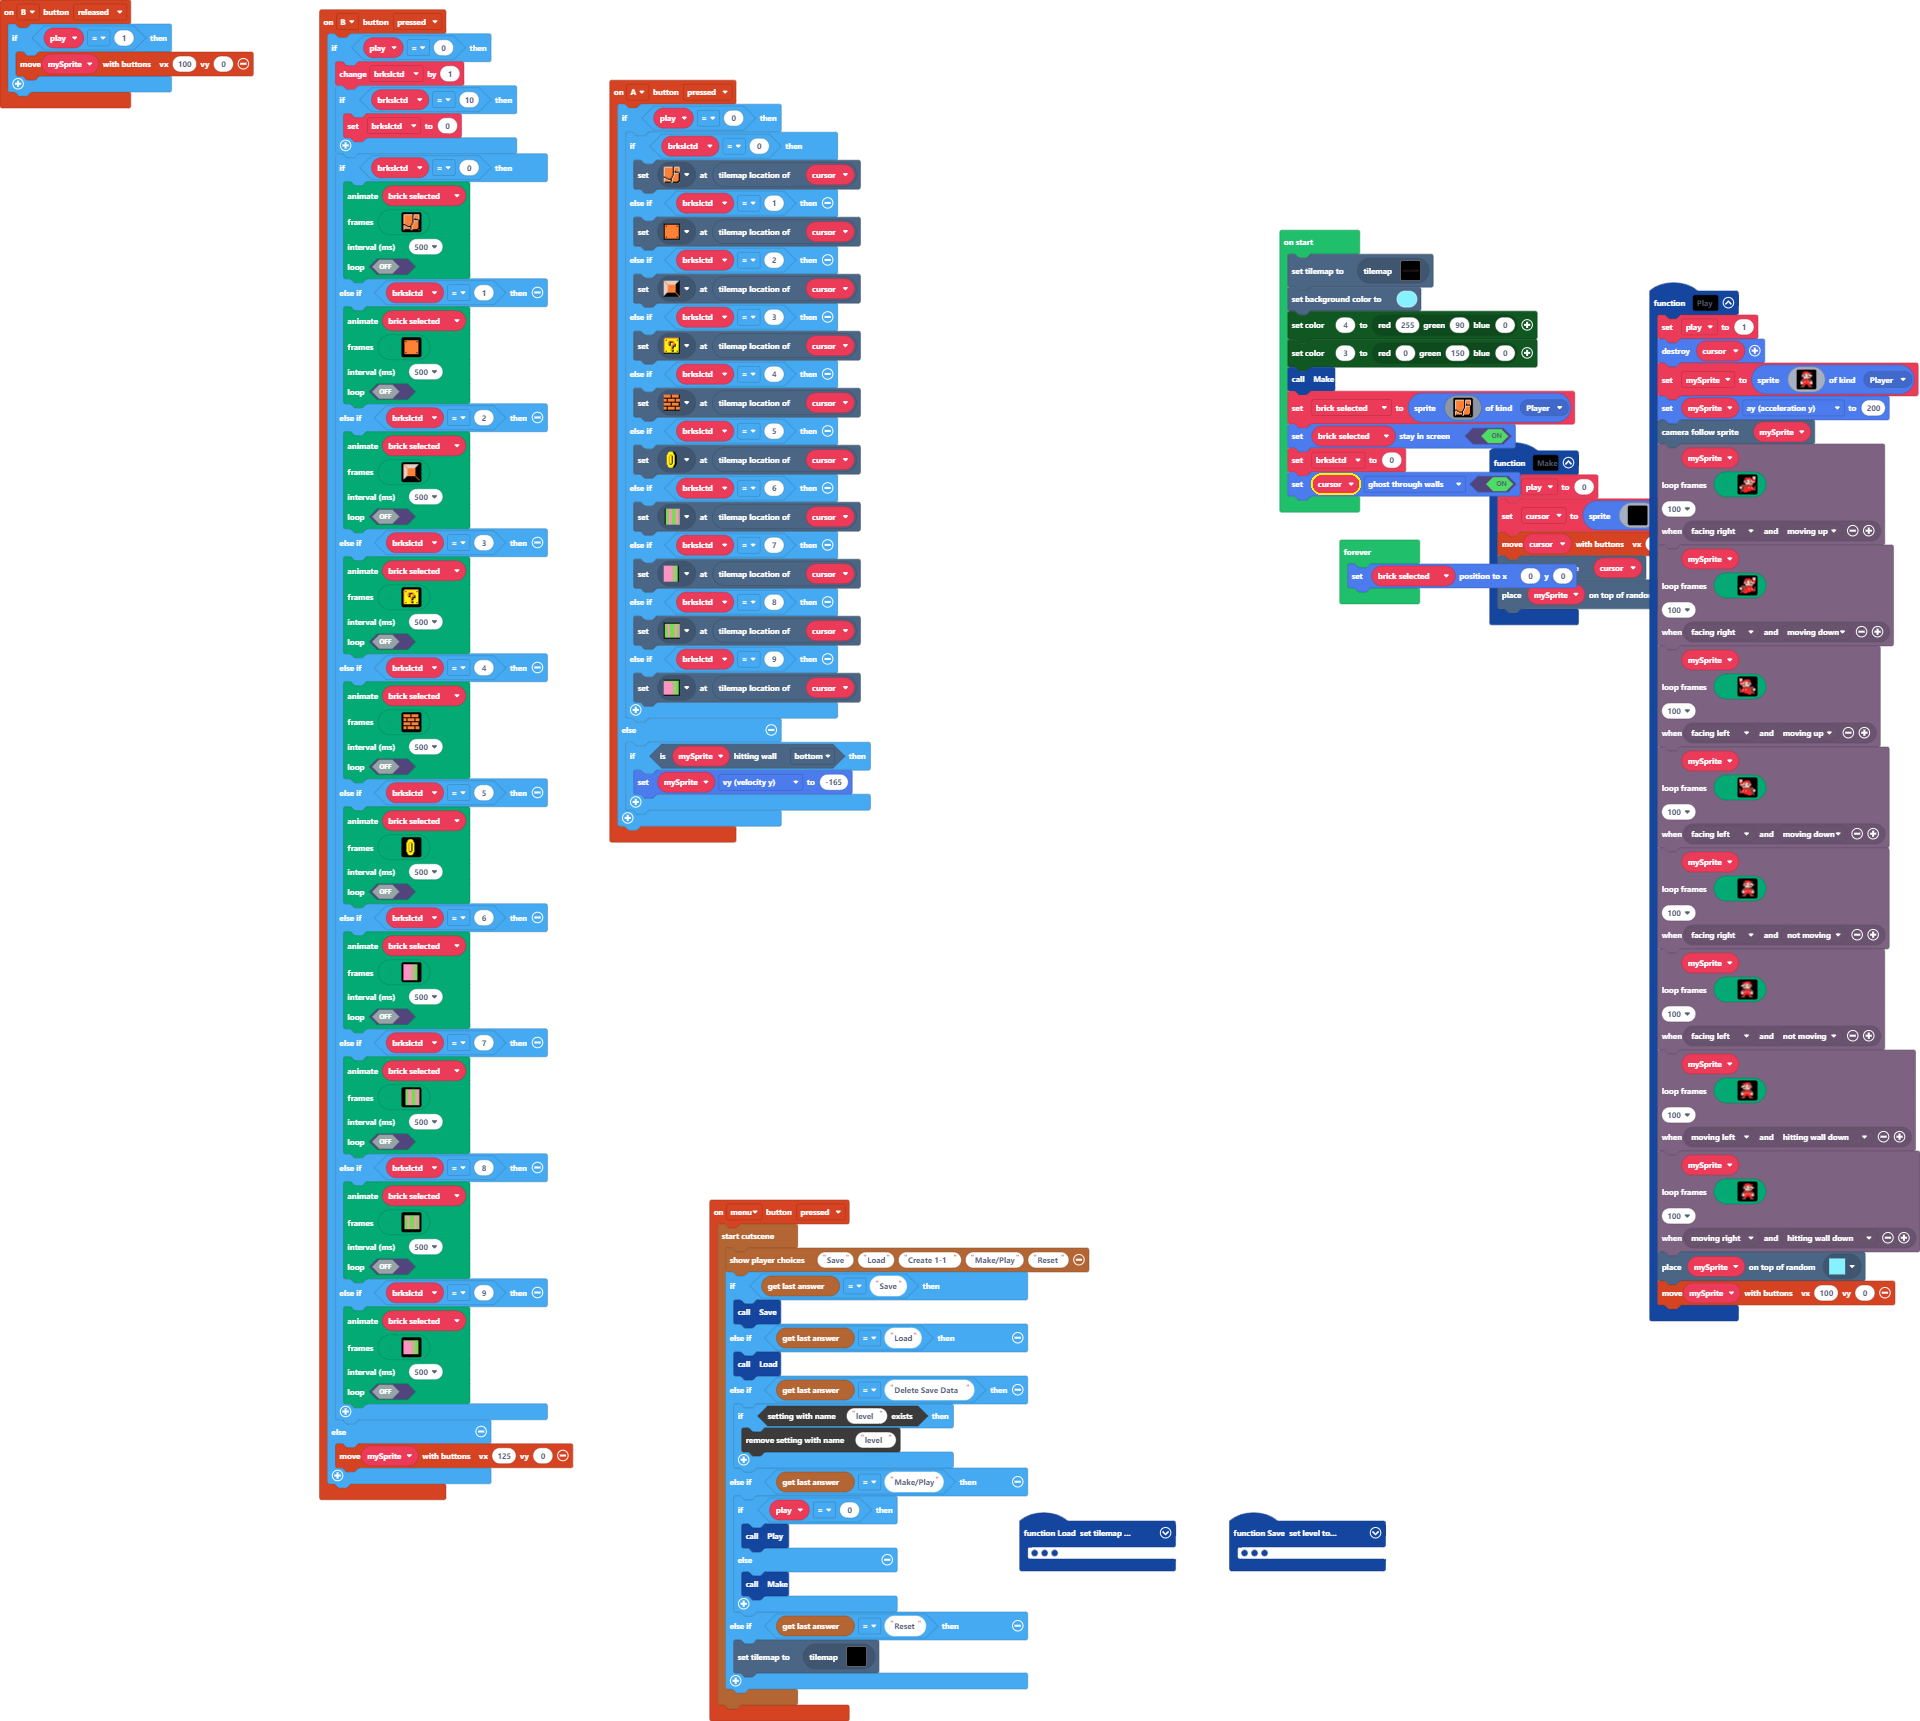 on B button released
if play = 1 then
move mySprite with buttons vx 100 vy 0
on B button pressed
if play = 0 then
change brkslctd by 1
if brkslctd = 10 then
set brkslctd to 0
if brkslctd = 0 then
animate brick selected
frames
interval (ms) 500
loop OFF
else if brkslctd = 1 then
animate brick selected
frames
interval (ms) 500
loop OFF
else if brkslctd = 2 then
animate brick selected
frames
interval (ms) 500
loop OFF
else if brkslctd = 3 then
animate brick selected
frames
interval (ms) 500
loop OFF
else if brkslctd = 4 then
animate brick selected
frames
interval (ms) 500
loop OFF
else if brkslctd = 5 then
animate brick selected
frames
interval (ms) 500
loop OFF
else if brkslctd = 6 then
animate brick selected
frames
interval (ms) 500
loop OFF
else if brkslctd = 7 then
animate brick selected
frames
interval (ms) 500
loop OFF
else if brkslctd = 8 then
animate brick selected
frames
interval (ms) 500
loop OFF
else if brkslctd = 9 then
animate brick selected
frames
interval (ms) 500
loop OFF
else
move mySprite with buttons vx 125 vy 0
on A button pressed
if play = 0 then
if brkslctd = 0 then
set at tilemap location of cursor
else if brkslctd = 1 then
set at tilemap location of cursor
else if brkslctd = 2 then
set at tilemap location of cursor
else if brkslctd = 3 then
set at tilemap location of cursor
else if brkslctd = 4 then
set at tilemap location of cursor
else if brkslctd = 5 then
set at tilemap location of cursor
else if brkslctd = 6 then
set at tilemap location of cursor
else if brkslctd = 7 then
set at tilemap location of cursor
else if brkslctd = 8 then
set at tilemap location of cursor
else if brkslctd = 9 then
set at tilemap location of cursor
else
if is mySprite hitting wall bottom then
set mySprite vy (velocity y) to -165
on menu button pressed
start cutscene
show player choices "Save" "Load" "Create 1-1" "Make/Play" "Reset"
if get last answer = "Save" then
call Save
else if get last answer = "Load" then
call Load
else if get last answer = "Delete Save Data" then
if setting with name "level" exists then
remove setting with name "level"
else if get last answer = "Make/Play" then
if play = 0 then
call Play
else
call Make
else if get last answer = "Reset" then
set tilemap to tilemap
function Load set tilemap ...
function Save set level to...
on start
set tilemap to tilemap
set background color to
set color 4 to red 255 green 90 blue 0
set color 3 to red 0 green 150 blue 0
call Make
set brick selected to sprite of kind Player
set brick selected stay in screen ON
set brkslctd to 0
set cursor ghost through walls ON
forever
set brick selected position to x 0 y 0
function Make
play to 0
set cursor to sprite
move cursor with buttons vx
cursor
place mySprite on top of rando
function Play
set play to 1
destroy cursor
set mySprite to sprite of kind Player
set mySprite ay (acceleration y) to 200
camera follow sprite mySprite
mySprite
loop frames
100
when facing right and moving up
mySprite
loop frames
100
when facing right and moving down
mySprite
loop frames
100
when facing left and moving up
mySprite
loop frames
100
when facing left and moving down
mySprite
loop frames
100
when facing right and not moving
mySprite
loop frames
100
when facing left and not moving
mySprite
loop frames
100
when moving left and hitting wall down
mySprite
loop frames
100
when moving right and hitting wall down
place mySprite on top of random
move mySprite with buttons vx 100 vy 0